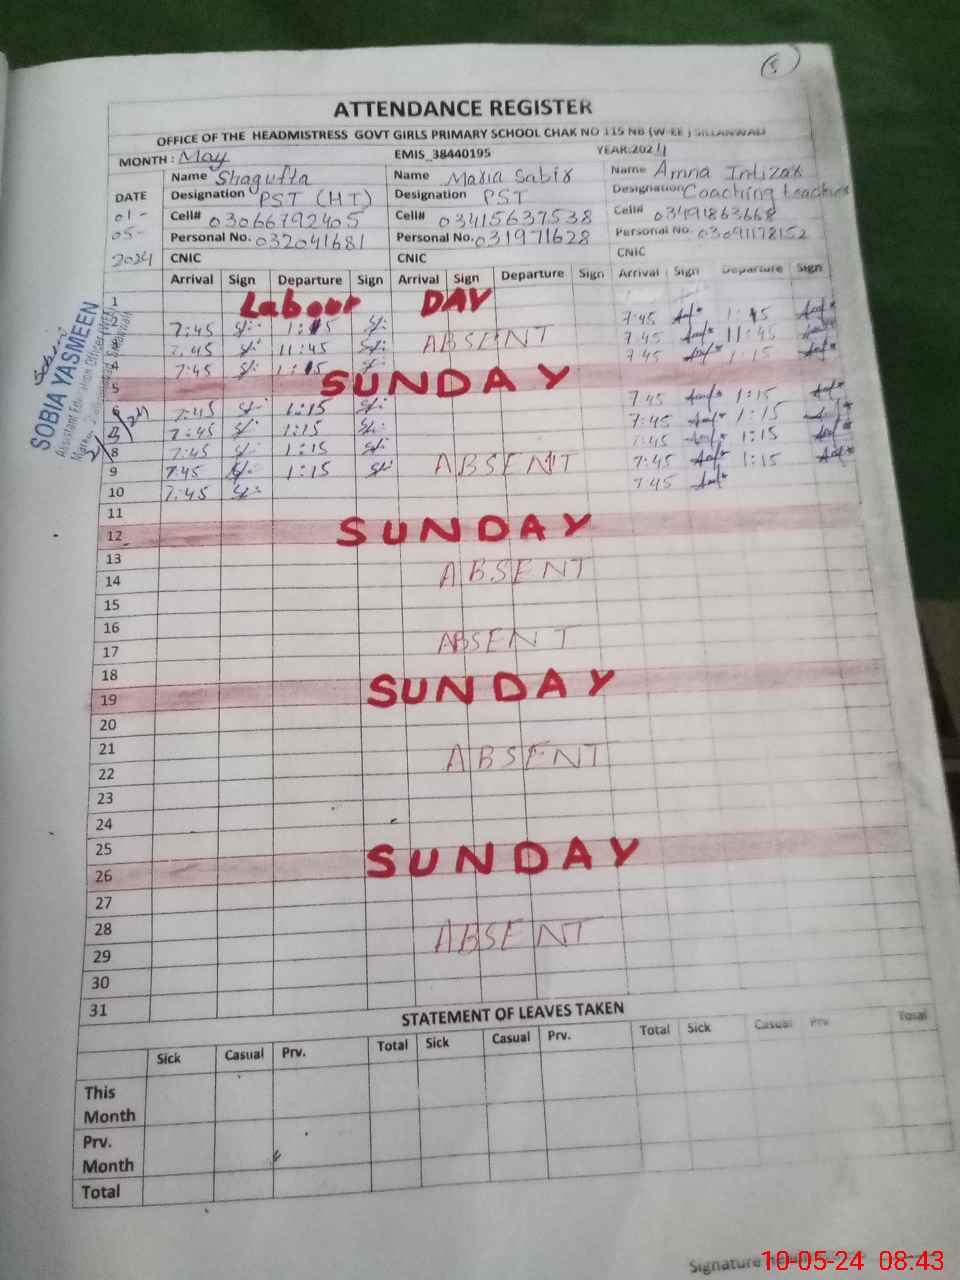 5
ATTENDANCE REGISTER
OFFICE OF THE HEADMISTRESS GOVT GIRLS PRIMARY SCHOOL CHAK NO 115 NB (W-EE) SILLANWALI
MONTH: May EMIS_38440195 YEAR:2024
DATE 01-05-2024
Name Shagufta Name Maria Sabir Name Amna Intizar
Designation PST (HT) Designation PST Designation Coaching teacher
Cell# 03066792405 Cell# 03415637538 Cell# 03491863668
Personal No. 032041681 Personal No. 031971628 Personal No. 03091178152
CNIC CNIC CNIC
Arrival Sign Departure Sign Arrival Sign Departure Sign Arrival Sign Departure Sign
1 Labour DAY
7:45 1:15 7:45 1:15
7:45 11:45 ABSENT 7:45 11:45
4 7:45 1:15 7:45 1:15
5 SUNDAY
6 7:45 1:15 7:45 1:15
7:45 1:15 7:45 1:15
8 7:45 1:15 7:45 1:15
9 7:45 1:15 ABSENT 7:45 1:15
10 7:45 7:45
11
12 SUNDAY
13
14 ABSENT
15
16
17 ABSENT
18
19 SUNDAY
20
21
22 ABSENT
23
24
25
26 SUNDAY
27
28
29 ABSENT
30
31
SOBIA YASMEEN
Assistant Education Officer (WEE)
STATEMENT OF LEAVES TAKEN
Sick Casual Prv. Total Sick Casual Prv. Total Sick Casual Prv Total
This Month
Prv. Month
Total
Signature
10-05-24 08:43